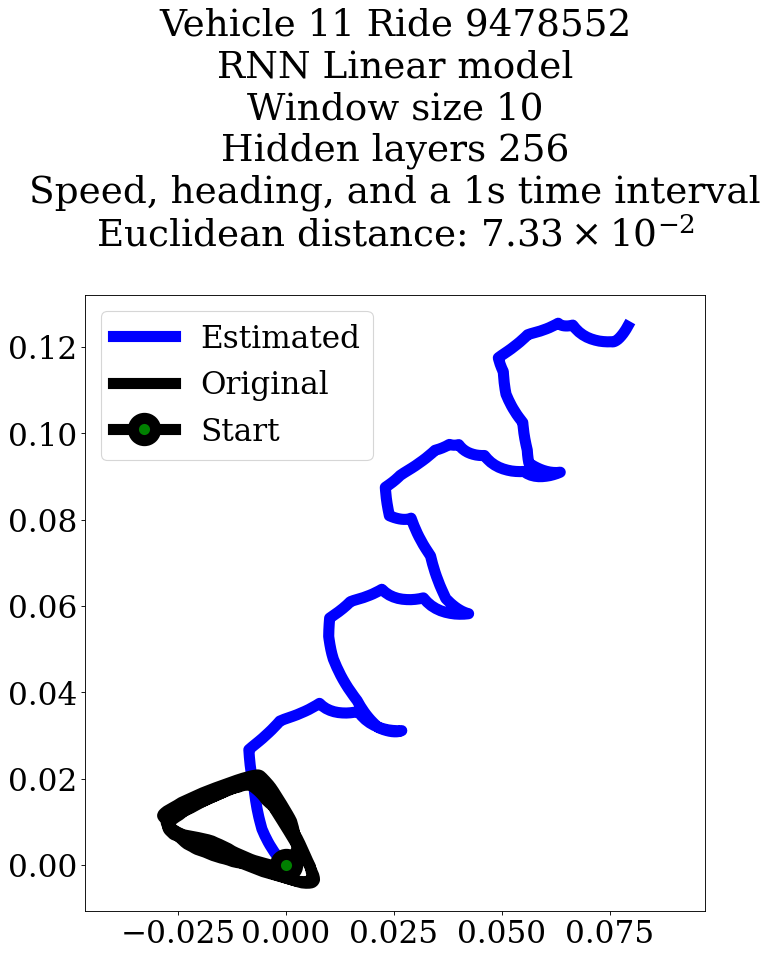 Vehicle 11 Ride 9478552
RNN Linear model
Window size 10
Hidden layers 256
Speed, heading, and a 1s time interval
Euclidean distance: 7.33 × 10⁻²
Estimated
Original
Start
0.12
0.10
0.08
0.06
0.04
0.02
0.00
−0.025 0.000 0.025 0.050 0.075